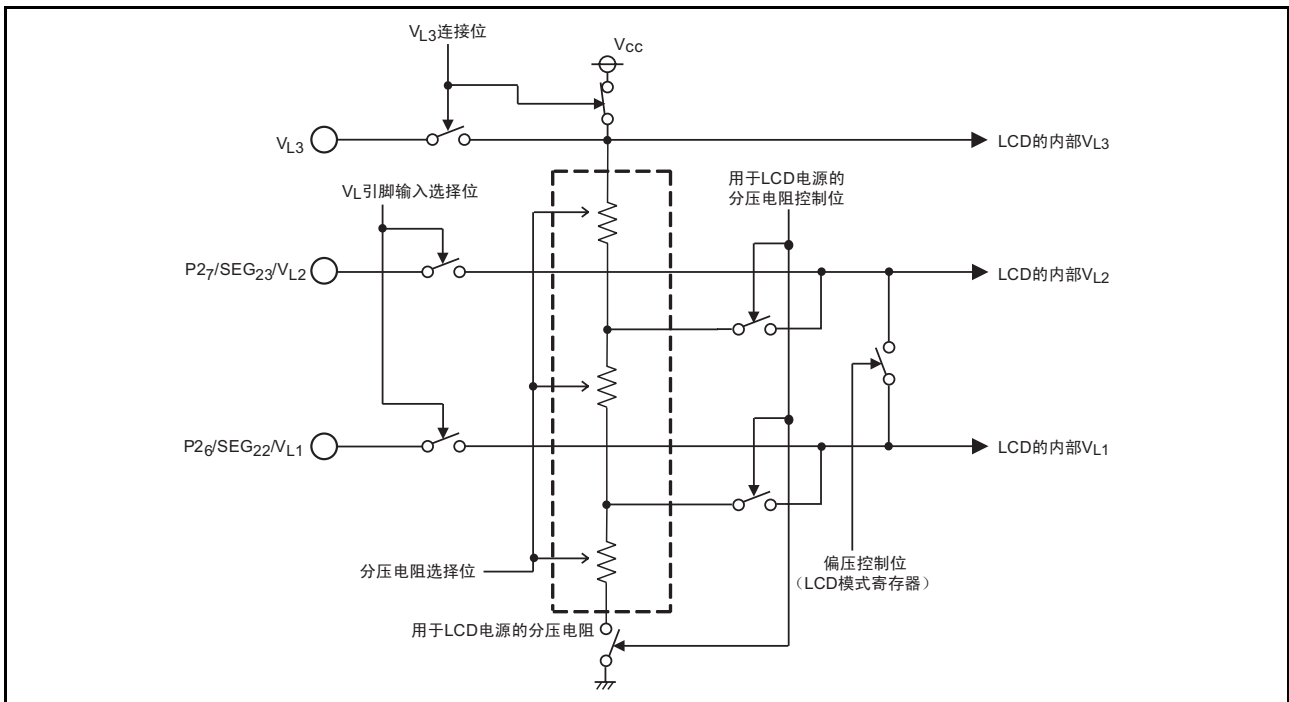 VL3连接位
Vcc
VL3
LCD的内部VL3
VL引脚输入选择位
用于LCD电源的
分压电阻控制位
P27/SEG23/VL2
LCD的内部VL2
P26/SEG22/VL1
LCD的内部VL1
分压电阻选择位
偏压控制位
（LCD模式寄存器）
用于LCD电源的分压电阻